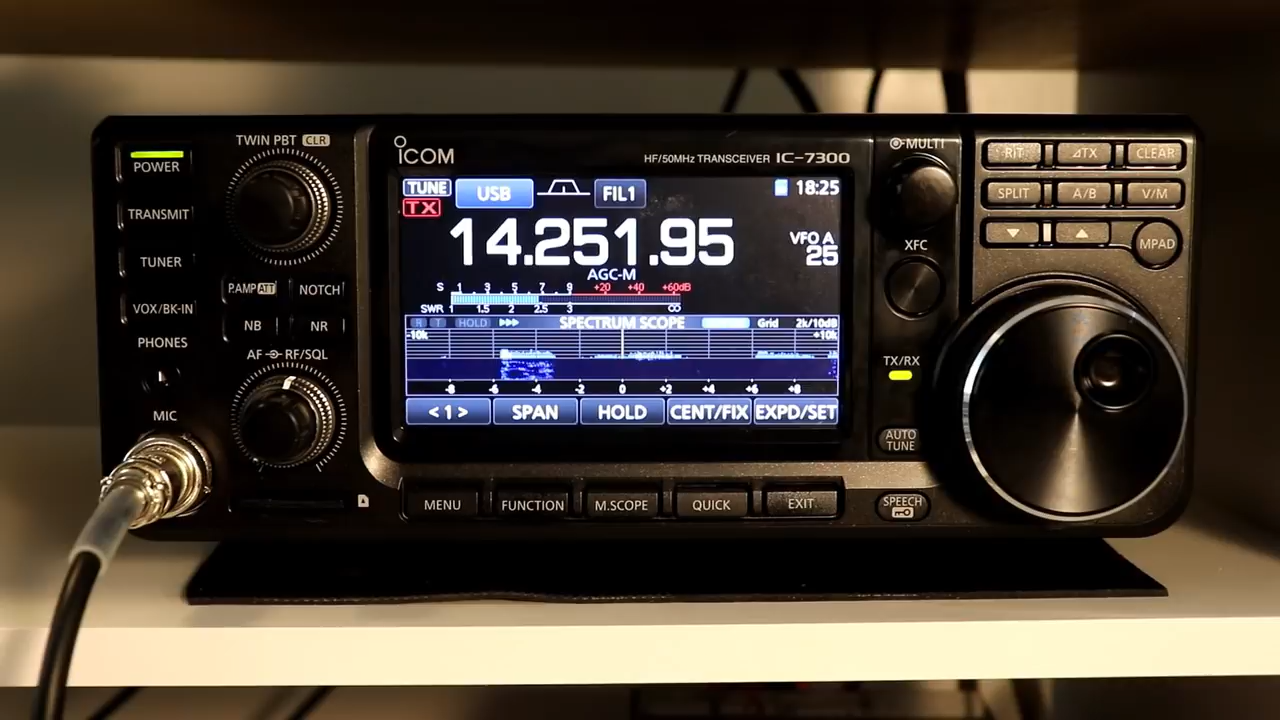 TWIN PBT CLR
POWER
TRANSMIT
TUNER
VOX/BK-IN
PHONES
MIC
P.AMP ATT
NOTCH
NB
NR
AF RF/SQL
ICOM
HF/50MHz TRANSCEIVER IC-7300
TUNE
USB
FIL1
18:25
TX
14.251.95
VFO A
25
AGC-M
S 1 3 5 7 9 +20 +40 +60dB
SWR 1 1.5 2 2.5 3 ∞
R T HOLD SPECTRUM SCOPE Grid 2k/10dB
-10k +10k
-8 -6 -4 -2 0 +2 +4 +6 +8
< 1 > SPAN HOLD CENT/FIX EXPD/SET
MENU
FUNCTION
M.SCOPE
QUICK
EXIT
MULTI
XFC
TX/RX
AUTO
TUNE
SPEECH
RIT
⊿TX
CLEAR
SPLIT
A/B
V/M
MPAD